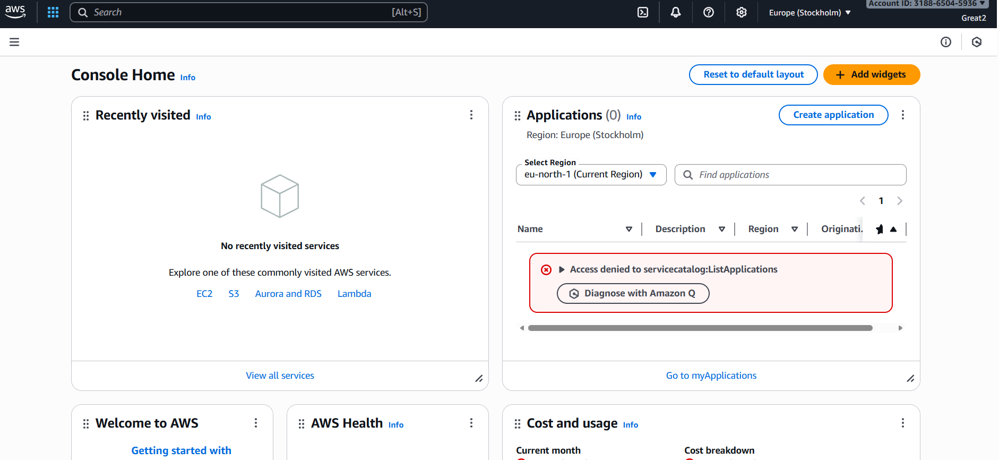 aws
Search
[Alt+S]
Europe (Stockholm)
Account ID: 3188-6504-5936
Great2
Console Home Info
Reset to default layout
Add widgets
Recently visited Info
No recently visited services
Explore one of these commonly visited AWS services.
EC2 S3 Aurora and RDS Lambda
View all services
Applications (0) Info
Create application
Region: Europe (Stockholm)
Select Region
eu-north-1 (Current Region)
Find applications
1
Name Description Region Originati.
Access denied to servicecatalog:ListApplications
Diagnose with Amazon Q
Go to myApplications
Welcome to AWS
Getting started with
AWS Health Info
Cost and usage Info
Current month
Cost breakdown